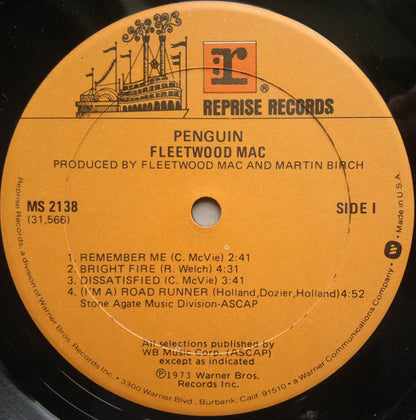 r ®
REPRISE RECORDS
PENGUIN
FLEETWOOD MAC
PRODUCED BY FLEETWOOD MAC AND MARTIN BIRCH
MS 2138
(31,566)
SIDE I
1. REMEMBER ME (C. McVie) 2:41
2. BRIGHT FIRE (R. Welch) 4:31
3. DISSATISFIED (C. McVie) 3:41
4. (I'M A) ROAD RUNNER (Holland,Dozier,Holland) 4:52
Stone Agate Music Division-ASCAP
All selections published by
WB Music Corp. (ASCAP)
except as indicated
Ⓟ1973 Warner Bros.
Records Inc.
Reprise Records, a division of Warner Bros. Records Inc. • 3300 Warner Blvd., Burbank, Calif. 91510 • a Warner Communications Company • W • Made in U.S.A.